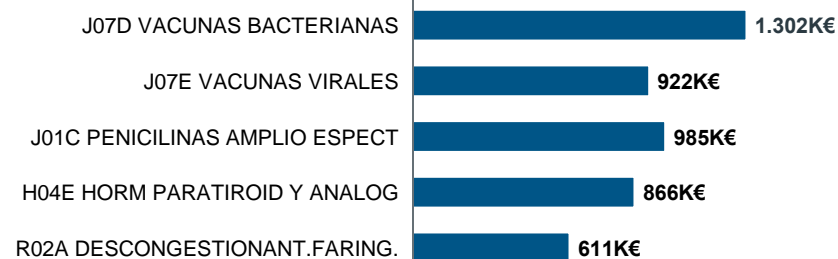 J07D VACUNAS BACTERIANAS 1.302K€
J07E VACUNAS VIRALES 922K€
J01C PENICILINAS AMPLIO ESPECT 985K€
H04E HORM PARATIROID Y ANALOG 866K€
R02A DESCONGESTIONANT.FARING. 611K€